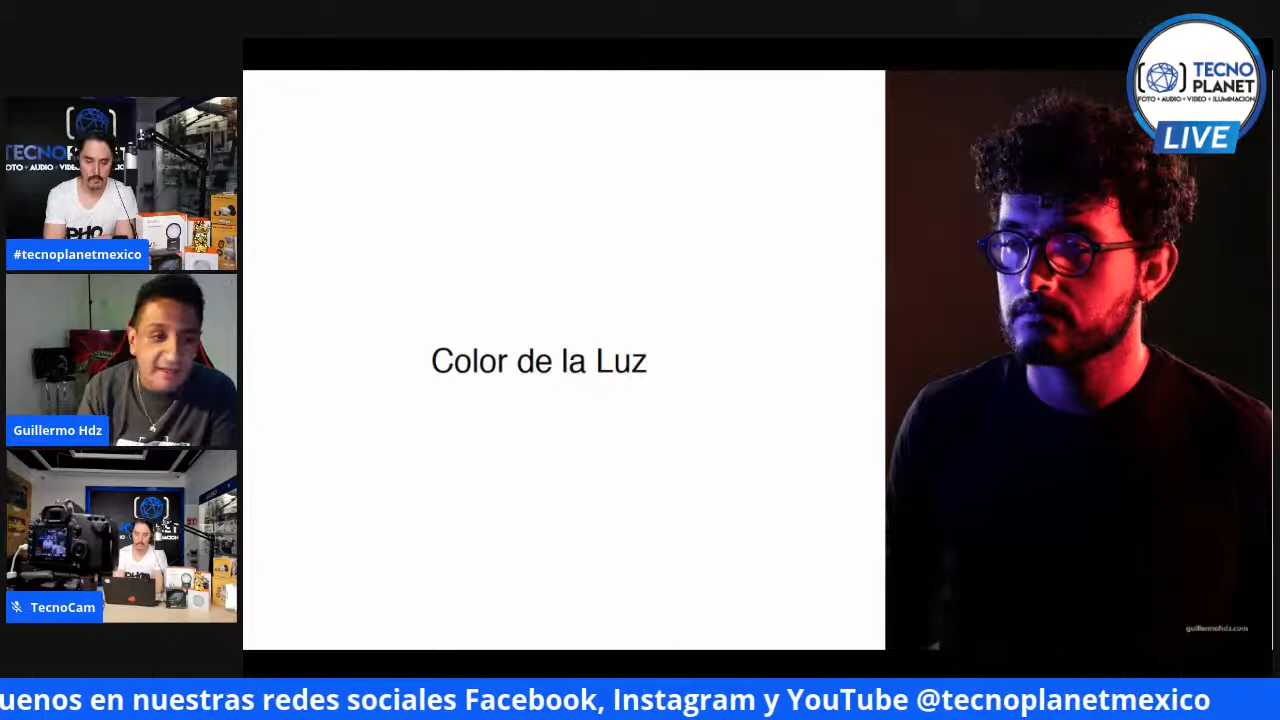 TECNO
PLANET
FOTO + AUDIO + VIDEO + ILUMINACION
LIVE
#tecnoplanetmexico
Guillermo Hdz
TecnoCam
Color de la Luz
guillermohdz.com
uenos en nuestras redes sociales Facebook, Instagram y YouTube @tecnoplanetmexico